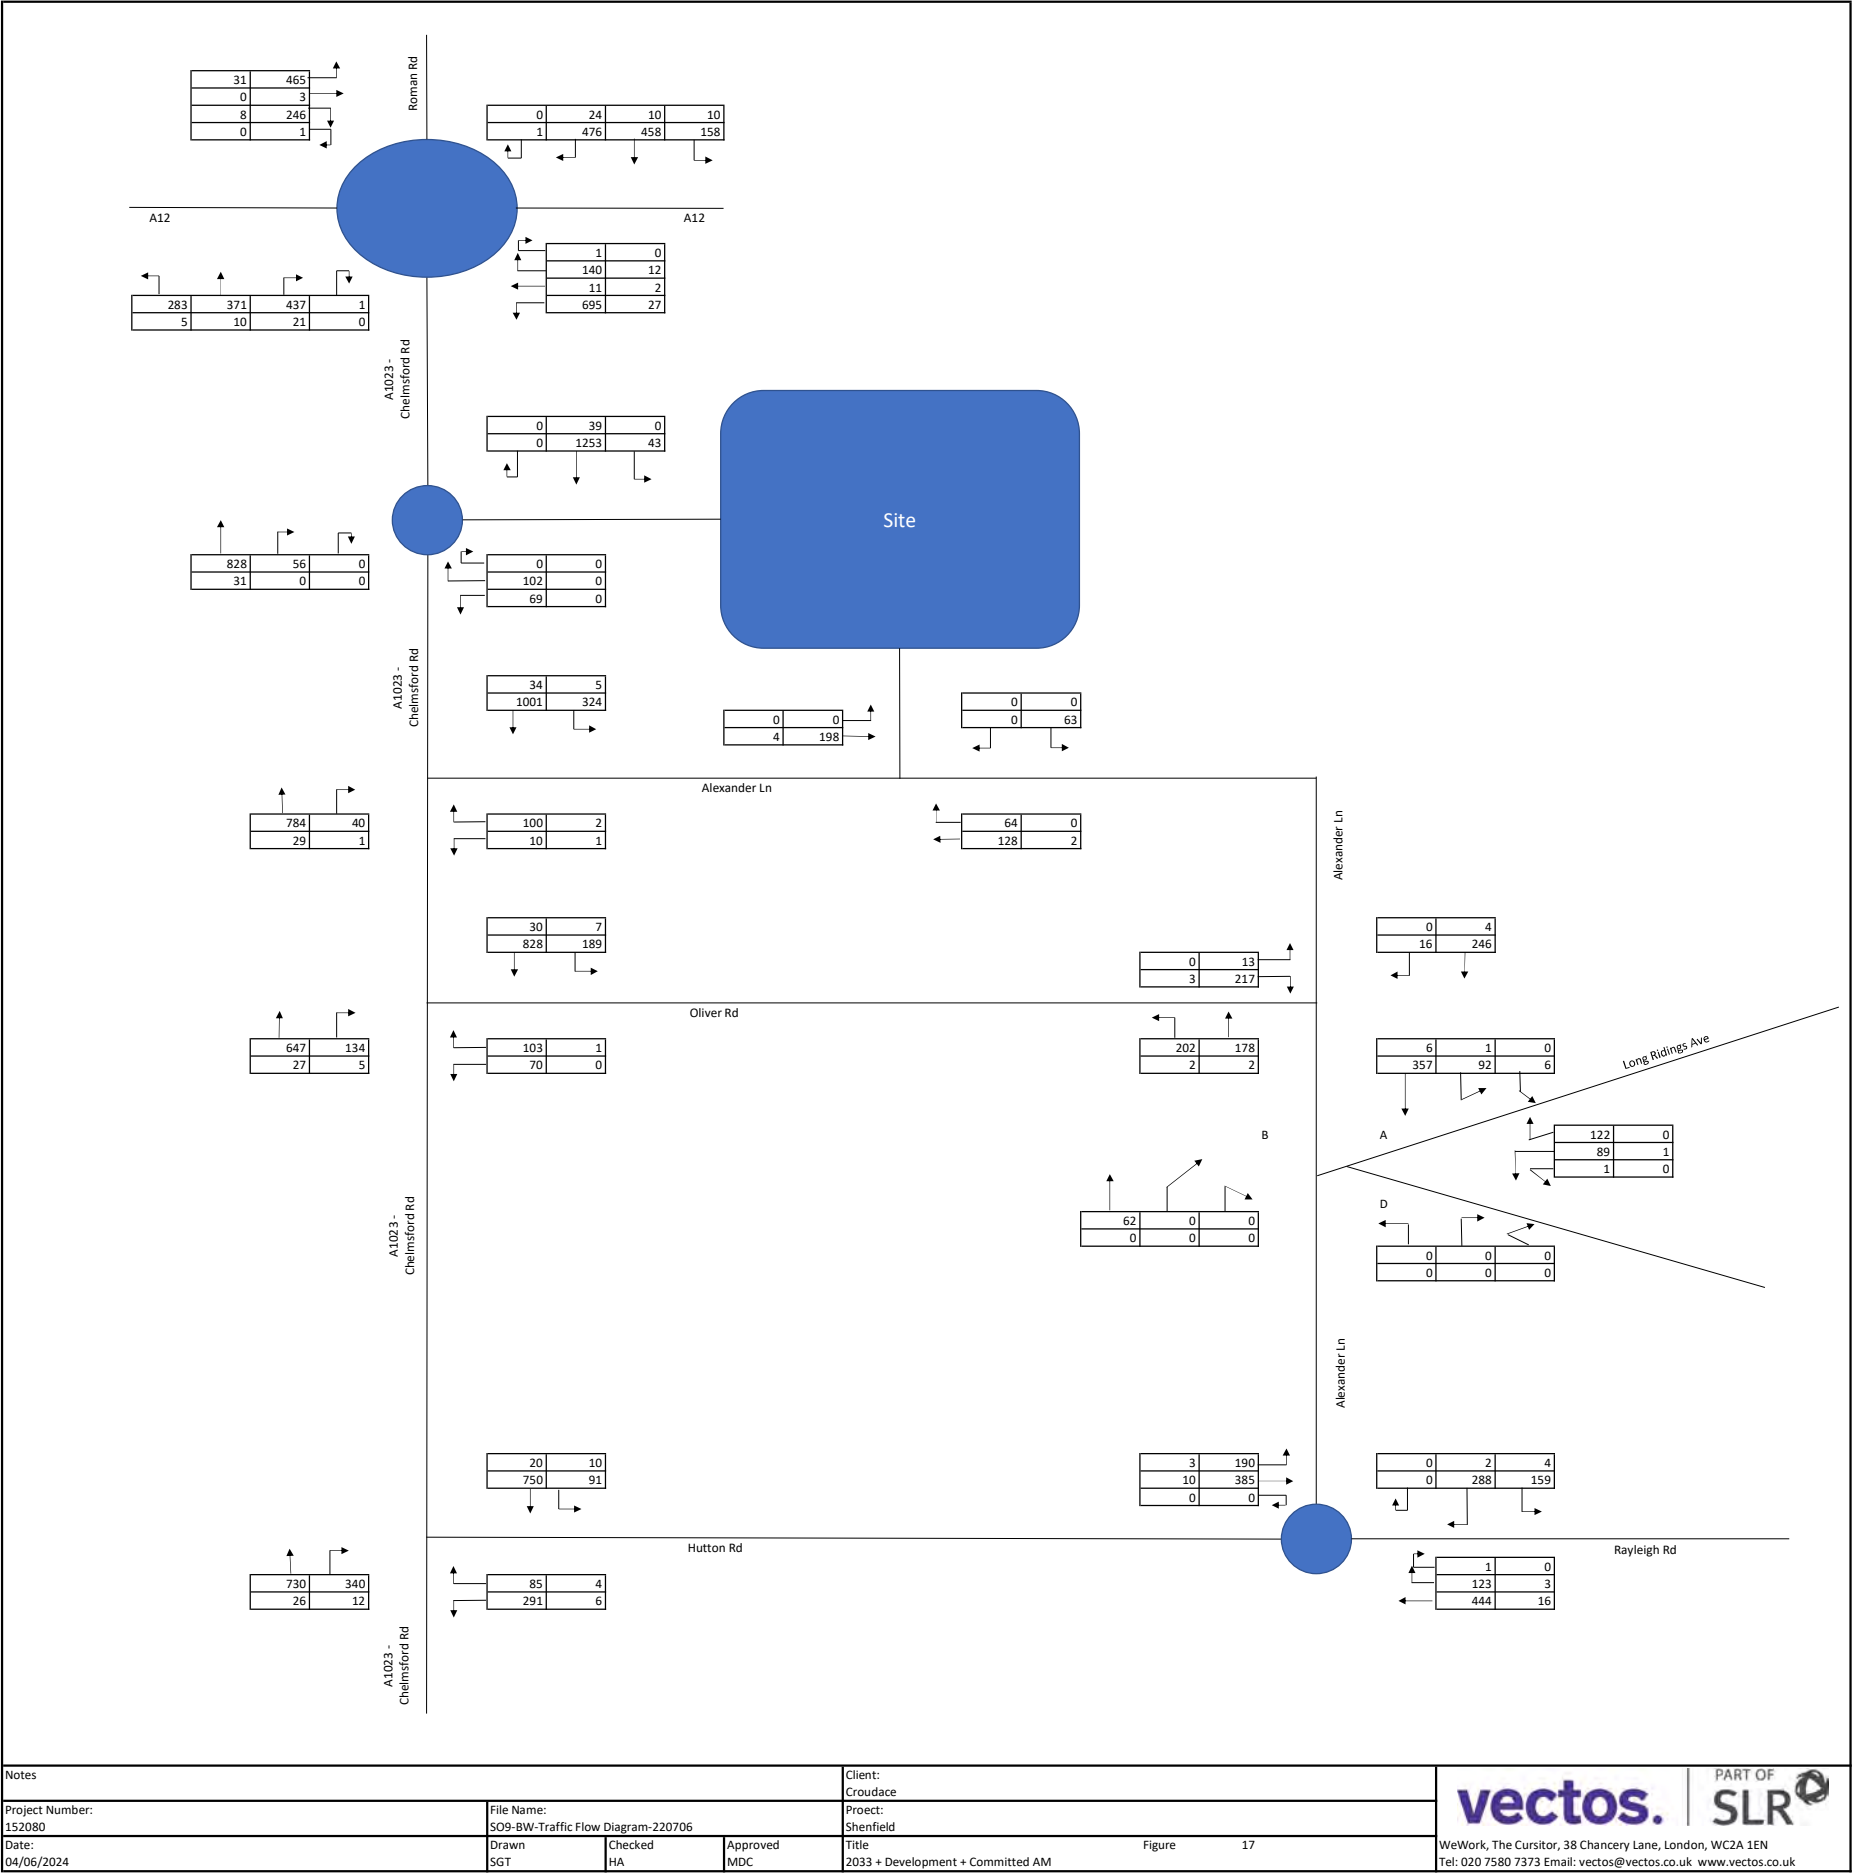 Roman Rd
31 465
0 3
8 246
0 1
0 24 10 10
1 476 458 158
A12
A12
1 0
140 12
11 2
695 27
283 371 437 1
5 10 21 0
A1023 -
Chelmsford Rd
0 39 0
0 1253 43
Site
828 56 0
31 0 0
0 0
102 0
69 0
A1023 -
Chelmsford Rd
34 5
1001 324
0 0
4 198
0 0
0 63
Alexander Ln
784 40
29 1
100 2
10 1
64 0
128 2
Alexander Ln
30 7
828 189
0 13
3 217
0 4
16 246
Oliver Rd
647 134
27 5
103 1
70 0
202 178
2 2
6 1 0
357 92 6
Long Ridings Ave
B
A
122 0
89 1
1 0
62 0 0
0 0 0
D
0 0 0
0 0 0
A1023 -
Chelmsford Rd
Alexander Ln
20 10
750 91
3 190
10 385
0 0
0 2 4
0 288 159
Hutton Rd
Rayleigh Rd
730 340
26 12
85 4
291 6
1 0
123 3
444 16
A1023 -
Chelmsford Rd
Notes
Client:
Croudace
Project Number:
152080
File Name:
SO9-BW-Traffic Flow Diagram-220706
Proect:
Shenfield
Date:
04/06/2024
Drawn
SGT
Checked
HA
Approved
MDC
Title
2033 + Development + Committed AM
Figure 17
vectos.
PART OF
SLR
WeWork, The Cursitor, 38 Chancery Lane, London, WC2A 1EN
Tel: 020 7580 7373 Email: vectos@vectos.co.uk www.vectos.co.uk